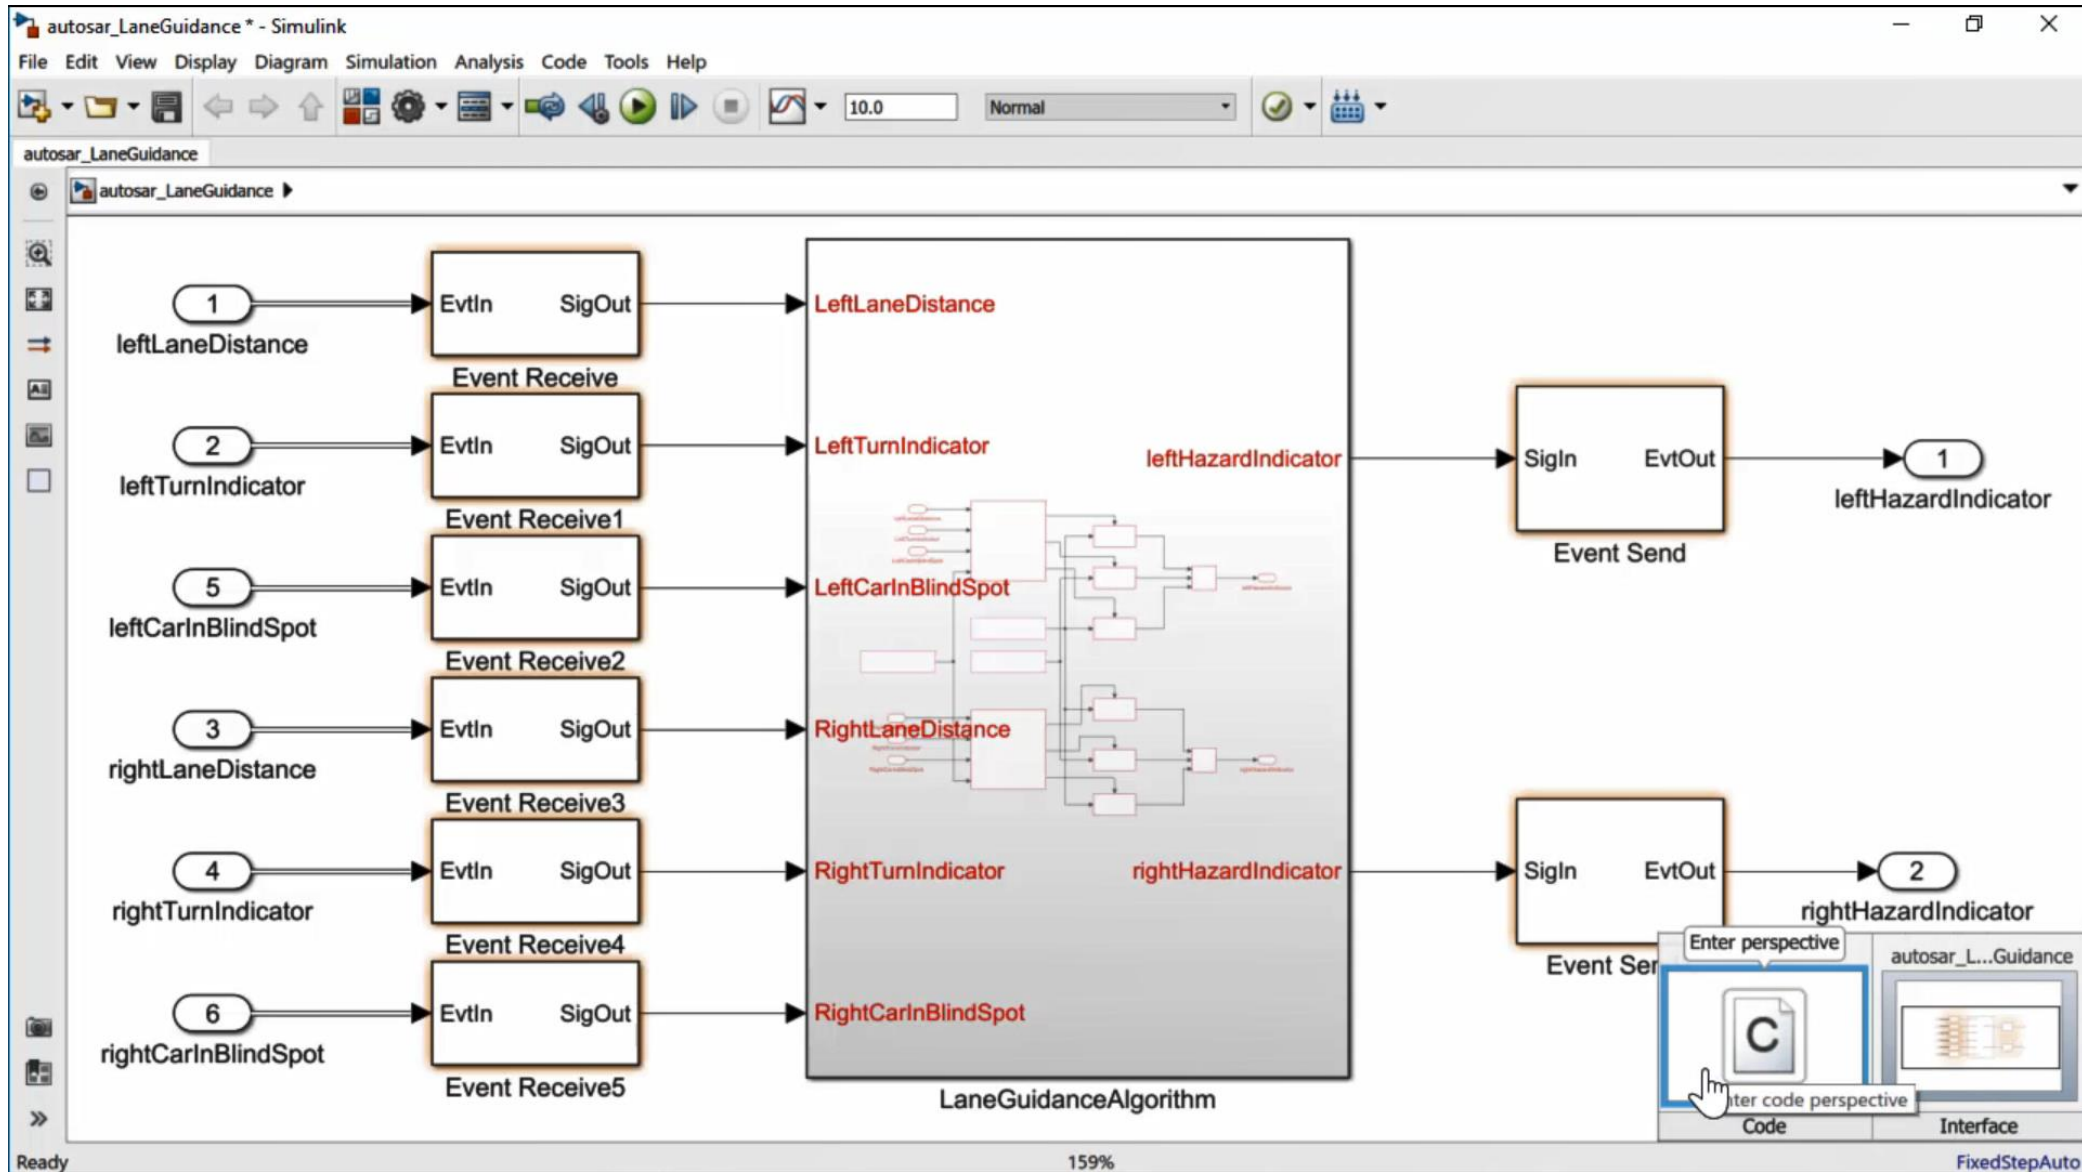 autosar_LaneGuidance * - Simulink
File Edit View Display Diagram Simulation Analysis Code Tools Help
10.0 Normal
autosar_LaneGuidance
autosar_LaneGuidance
1 EvtIn SigOut LeftLaneDistance
leftLaneDistance
Event Receive
2 EvtIn SigOut LeftTurnIndicator
leftTurnIndicator
Event Receive1
leftHazardIndicator SigIn EvtOut 1
leftHazardIndicator
Event Send
5 EvtIn SigOut LeftCarInBlindSpot
leftCarInBlindSpot
Event Receive2
3 EvtIn SigOut RightLaneDistance
rightLaneDistance
Event Receive3
4 EvtIn SigOut RightTurnIndicator rightHazardIndicator SigIn EvtOut 2
rightTurnIndicator rightHazardIndicator
Event Receive4
Event
6 EvtIn SigOut RightCarInBlindSpot
rightCarInBlindSpot
Event Receive5
LaneGuidanceAlgorithm
Enter perspective
autosar_L...Guidance
C
code perspective
Code Interface
Ready 159% FixedStepAuto